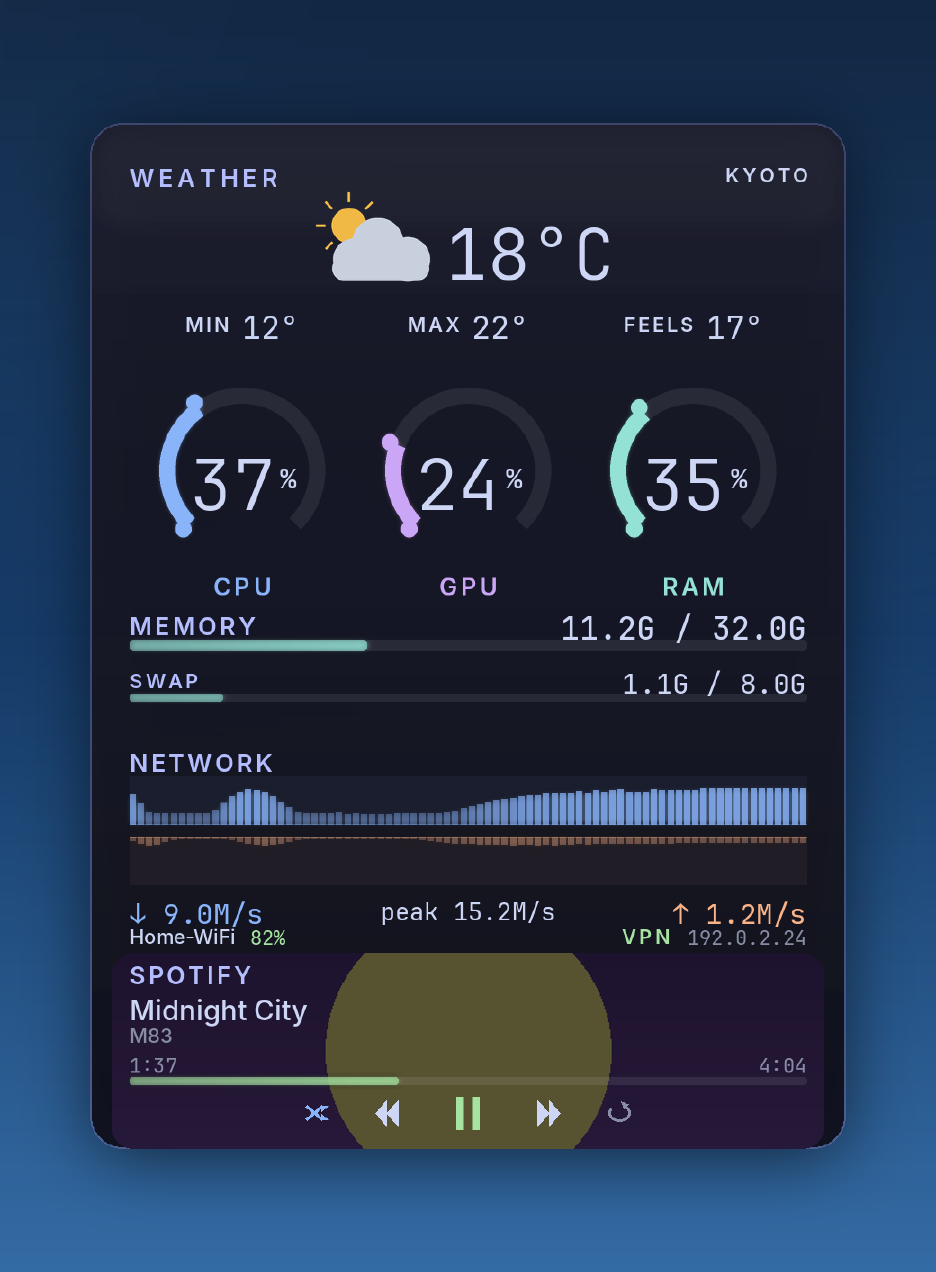 WEATHER KYOTO
18°C
MIN 12° MAX 22° FEELS 17°
37% 24% 35%
CPU GPU RAM
MEMORY 11.2G / 32.0G
SWAP 1.1G / 8.0G
NETWORK
↓ 9.0M/s peak 15.2M/s ↑ 1.2M/s
Home-WiFi 82% VPN 192.0.2.24
SPOTIFY
Midnight City
M83
1:37 4:04